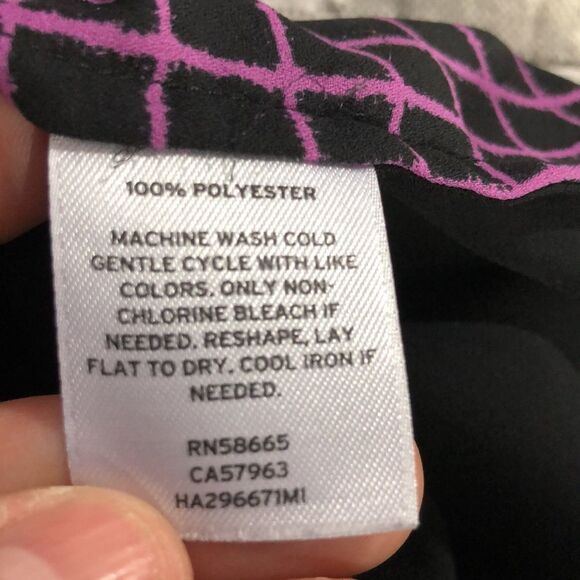 100% POLYESTER
MACHINE WASH COLD
GENTLE CYCLE WITH LIKE
COLORS. ONLY NON-
CHLORINE BLEACH IF
NEEDED. RESHAPE, LAY
FLAT TO DRY. COOL IRON IF
NEEDED.
RN58665
CA57963
HA296671M1